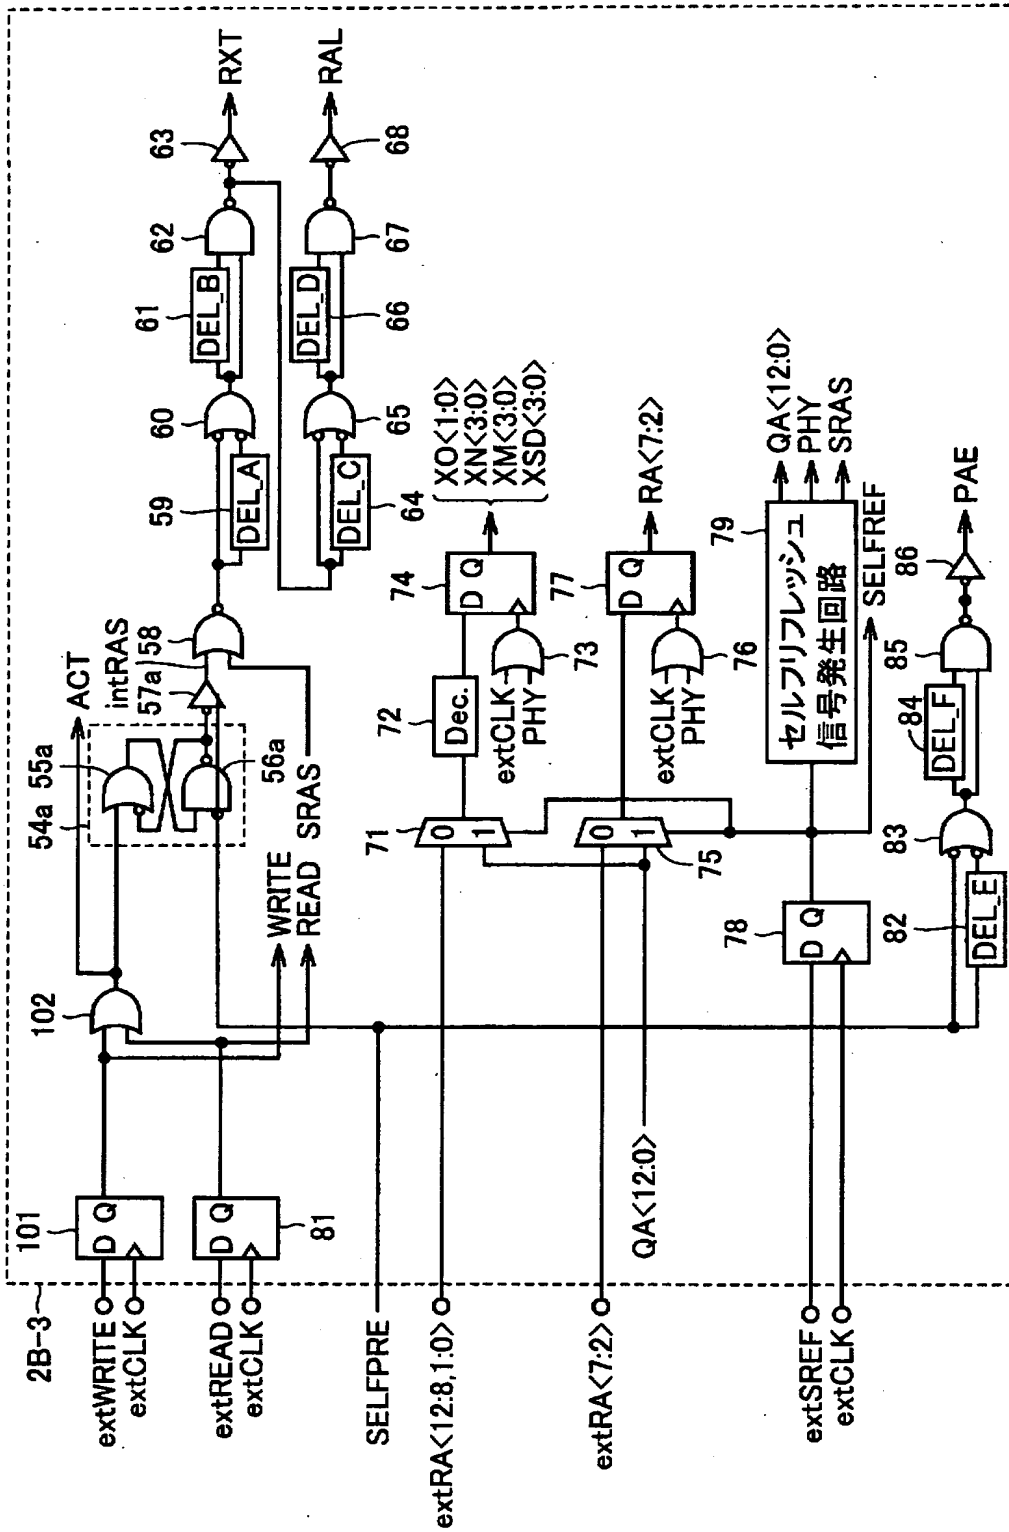 2B-3
extWRITE
extCLK
101
D Q
102
ACT
54a
55a
56a
57a
intRAS
58
59
DEL_A
60
61
DEL_B
62
63
RXT
extREAD
extCLK
81
D Q
WRITE
READ
SRAS
64
DEL_C
65
66
DEL_D
67
68
RAL
SELFPRE
extRA<12:8,1:0>
71
0
1
72
Dec.
extCLK
PHY
73
74
D Q
XO<1:0>
XN<3:0>
XM<3:0>
XSD<3:0>
extRA<7:2>
QA<12:0>
75
0
1
extCLK
PHY
76
77
D Q
RA<7:2>
extSREF
extCLK
78
D Q
79
セルフリフレッシュ
信号発生回路
QA<12:0>
PHY
SRAS
SELFREF
82
DEL_E
83
84
DEL_F
85
86
PAE